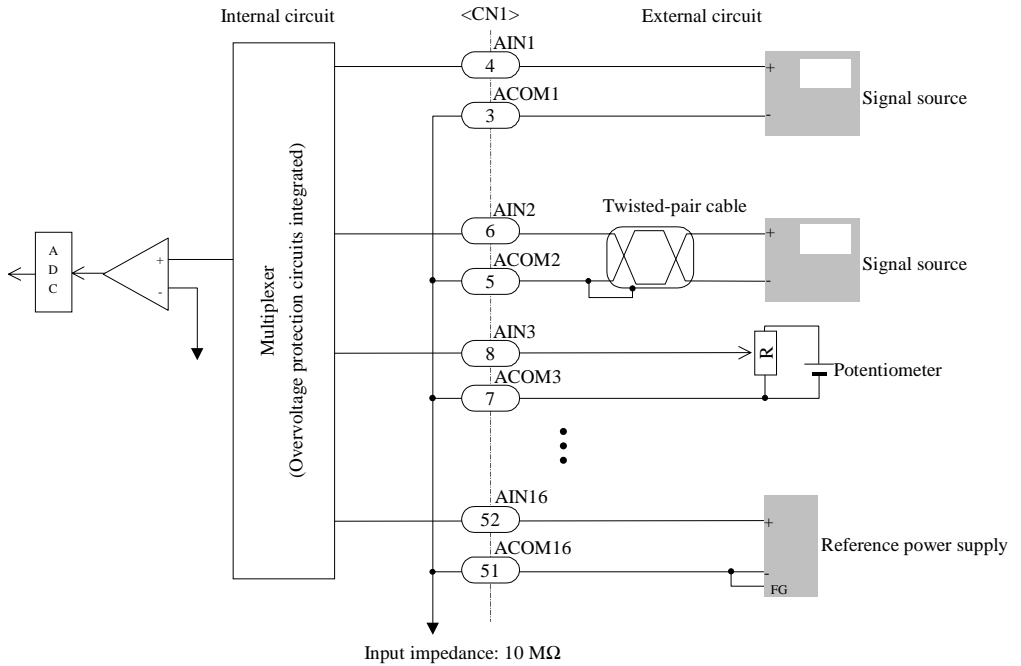 Internal circuit
<CN1>
External circuit
AIN1
4
+
ACOM1
3
-
Signal source
AIN2
6
Twisted-pair cable
+
ACOM2
5
-
Signal source
ADC
+
-
Multiplexer
(Overvoltage protection circuits integrated)
AIN3
8
R
ACOM3
7
Potentiometer
AIN16
52
+
ACOM16
51
-
FG
Reference power supply
Input impedance: 10 MΩ